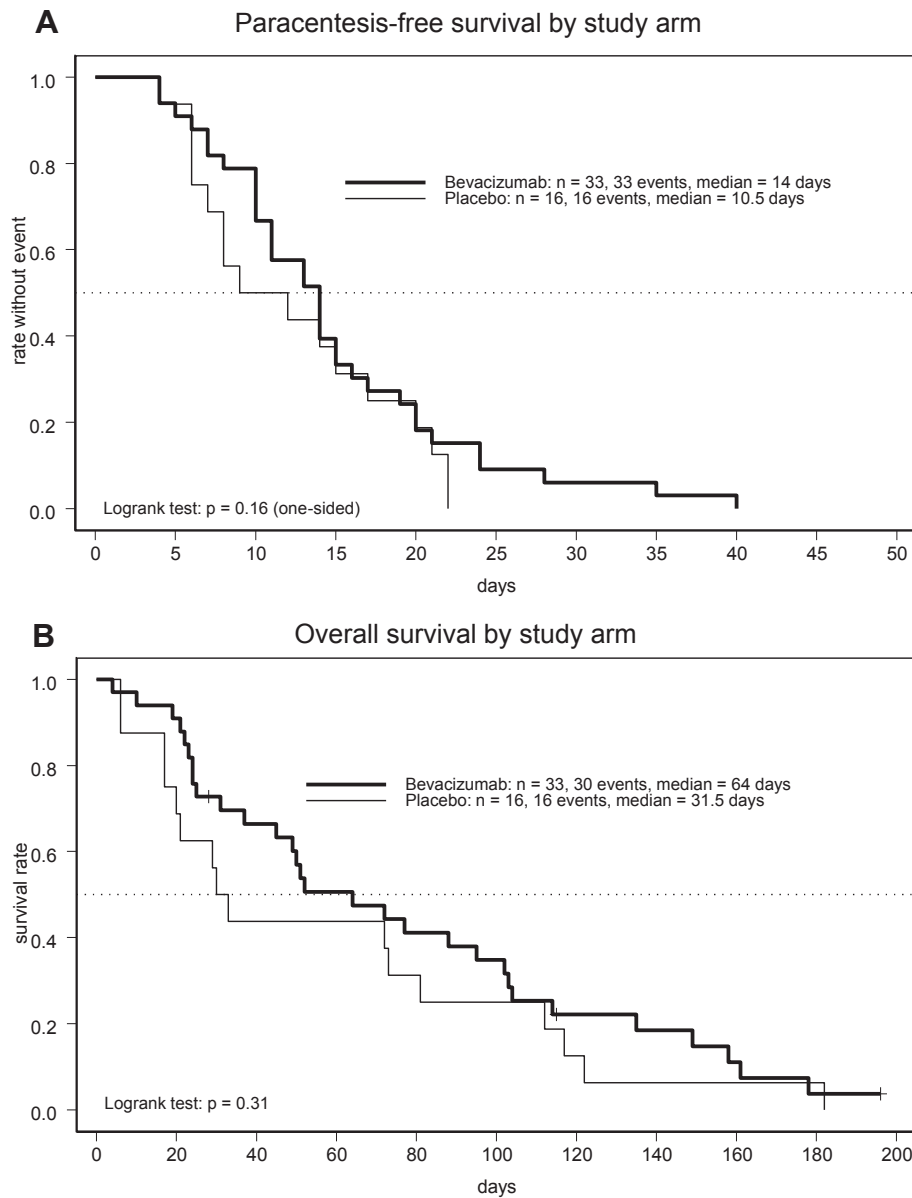 A
Paracentesis-free survival by study arm
rate without event
1.0
0.8
0.6
0.4
0.2
0.0
Bevacizumab: n = 33, 33 events, median = 14 days
Placebo: n = 16, 16 events, median = 10.5 days
Logrank test: p = 0.16 (one-sided)
0 5 10 15 20 25 30 35 40 45 50
days
B
Overall survival by study arm
survival rate
1.0
0.8
0.6
0.4
0.2
0.0
Bevacizumab: n = 33, 30 events, median = 64 days
Placebo: n = 16, 16 events, median = 31.5 days
Logrank test: p = 0.31
0 20 40 60 80 100 120 140 160 180 200
days